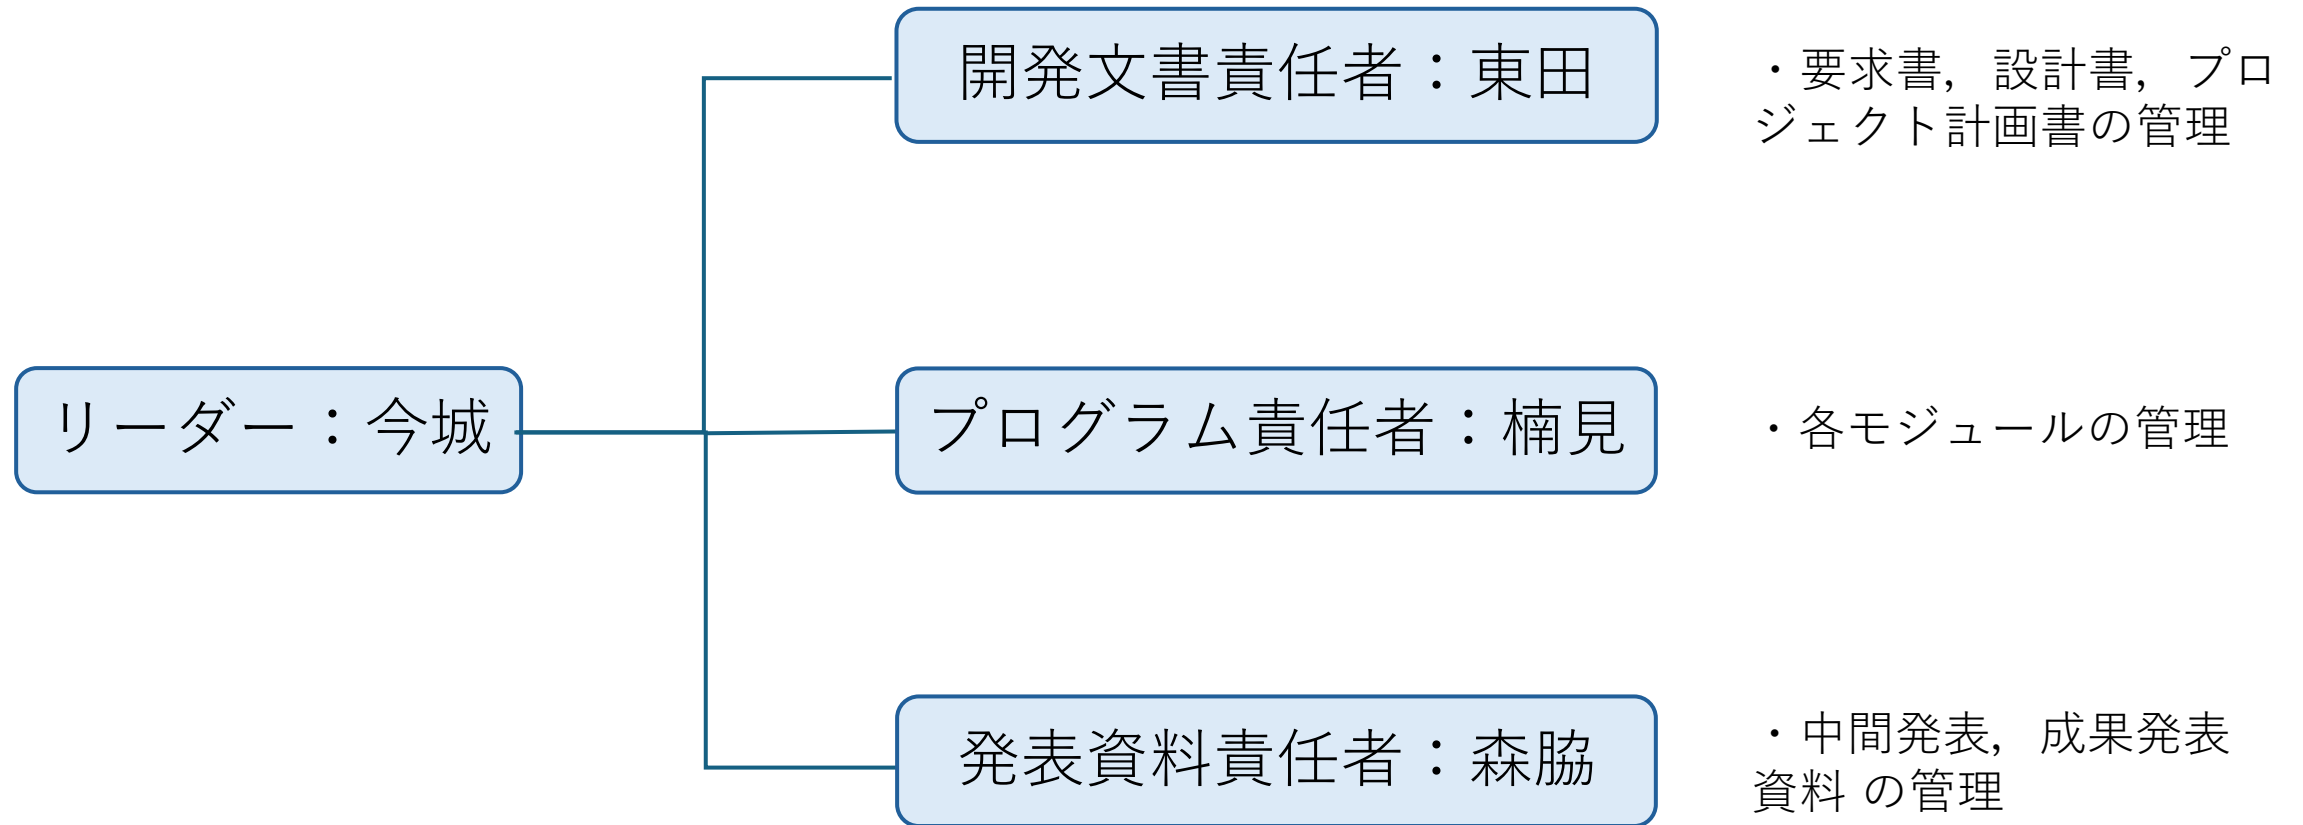 開発文書責任者：東田
・要求書，設計書，プロ
ジェクト計画書の管理
リーダー：今城
プログラム責任者：楠見
・各モジュールの管理
発表資料責任者：森脇
・中間発表，成果発表
資料 の管理